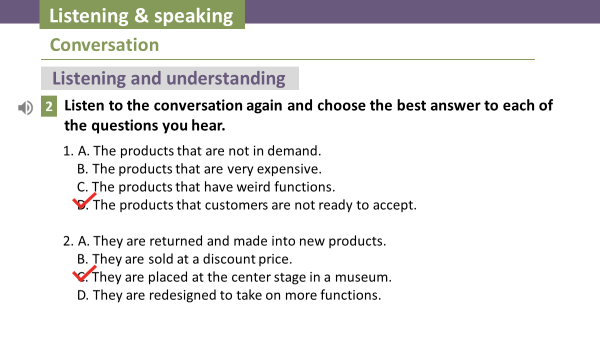 Listening & speaking
Conversation
Listening and understanding
2 Listen to the conversation again and choose the best answer to each of
the questions you hear.
1. A. The products that are not in demand.
B. The products that are very expensive.
C. The products that have weird functions.
D. The products that customers are not ready to accept.
2. A. They are returned and made into new products.
B. They are sold at a discount price.
C. They are placed at the center stage in a museum.
D. They are redesigned to take on more functions.